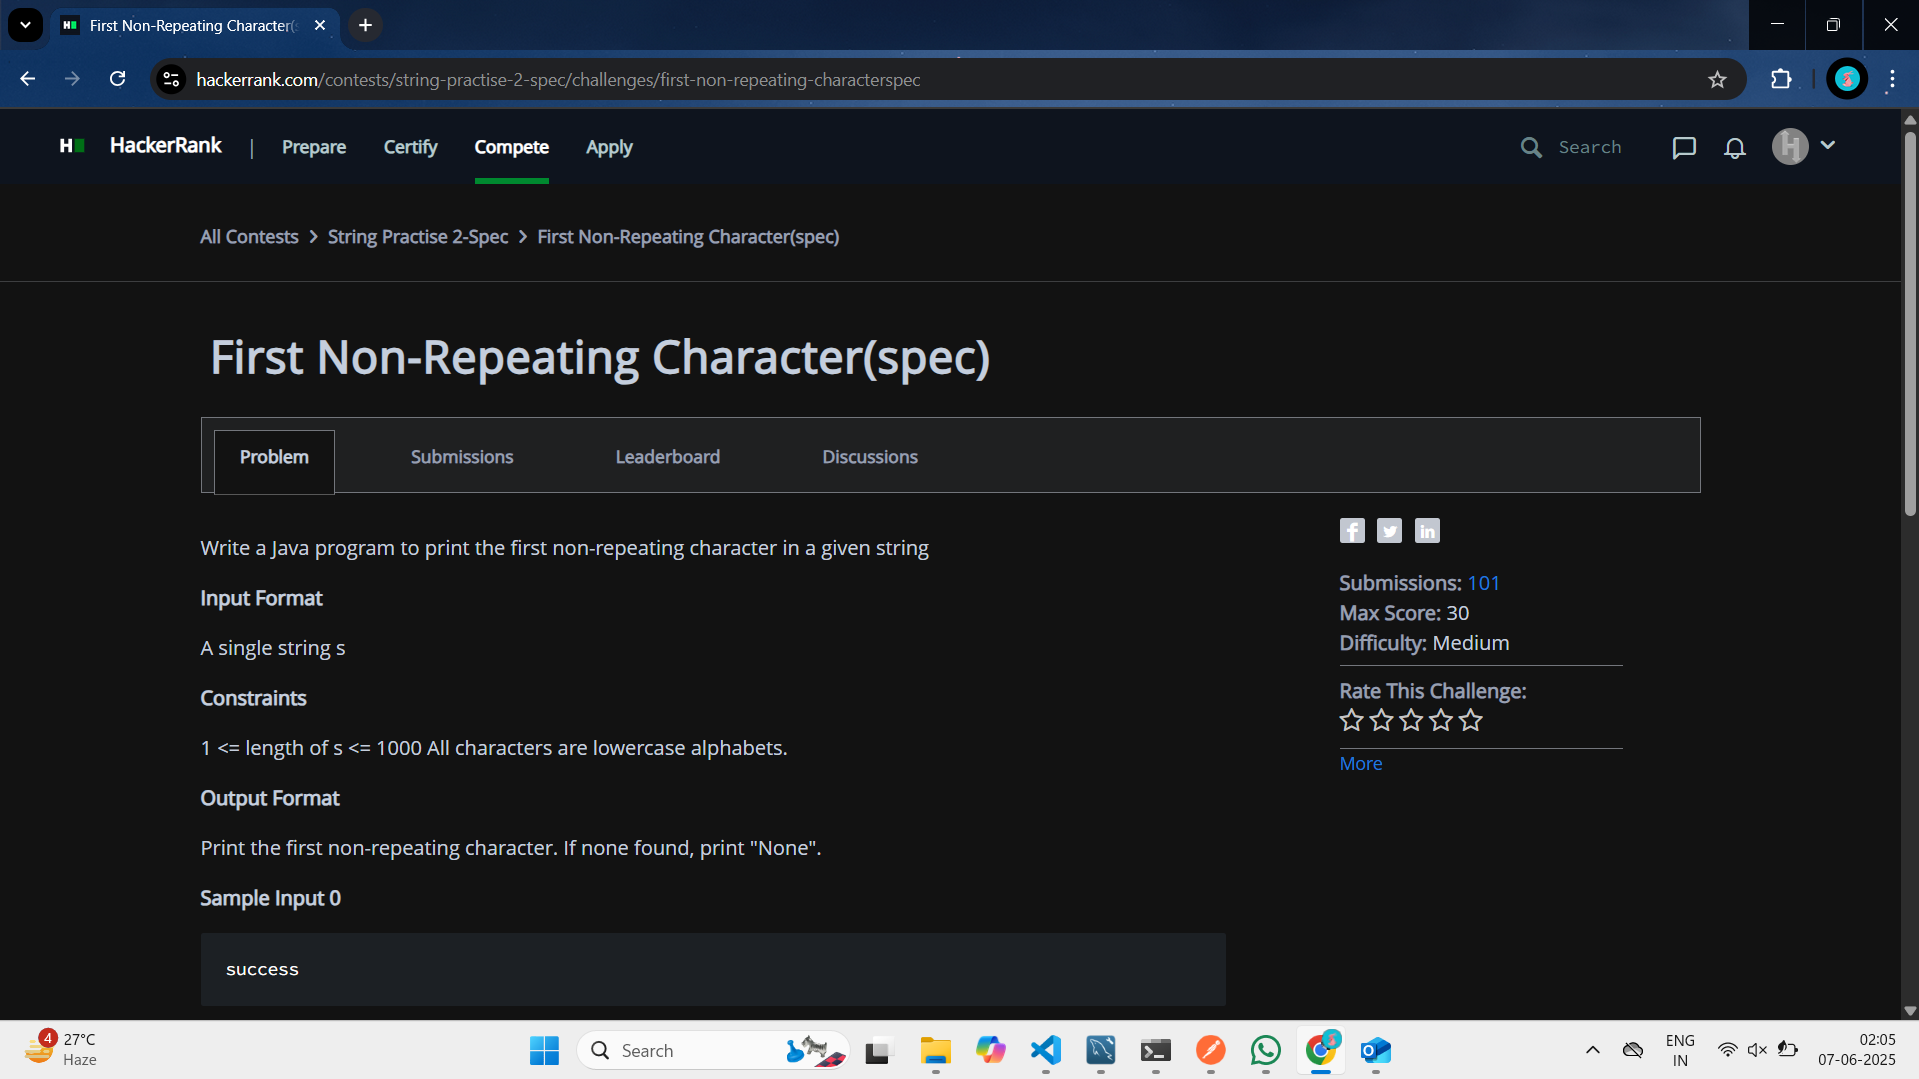 First Non-Repeating Character(s
hackerrank.com/contests/string-practise-2-spec/challenges/first-non-repeating-characterspec
H
HackerRank | Prepare Certify Compete Apply Search
H
All Contests > String Practise 2-Spec > First Non-Repeating Character(spec)
First Non-Repeating Character(spec)
Problem Submissions Leaderboard Discussions
Write a Java program to print the first non-repeating character in a given string
Input Format
A single string s
Constraints
1 <= length of s <= 1000 All characters are lowercase alphabets.
Output Format
Print the first non-repeating character. If none found, print "None".
Sample Input 0
success
f in
Submissions: 101
Max Score: 30
Difficulty: Medium
Rate This Challenge:
More
4
27°C
Haze
Search
ENG
IN
02:05
07-06-2025